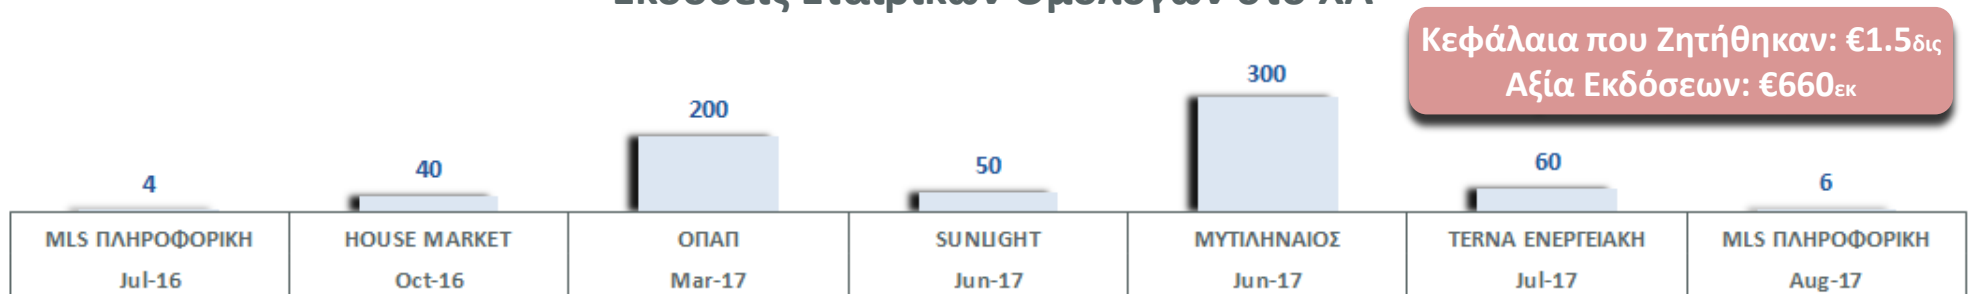 Κεφάλαια που Ζητήθηκαν: €1.5δις
Αξία Εκδόσεων: €660εκ
4
40
200
50
300
60
6
MLS ΠΛΗΡΟΦΟΡΙΚΗ
HOUSE MARKET
ΟΠΑΠ
SUNLIGHT
ΜΥΤΙΛΗΝΑΙΟΣ
TERNA ΕΝΕΡΓΕΙΑΚΗ
MLS ΠΛΗΡΟΦΟΡΙΚΗ
Jul-16
Oct-16
Mar-17
Jun-17
Jun-17
Jul-17
Aug-17